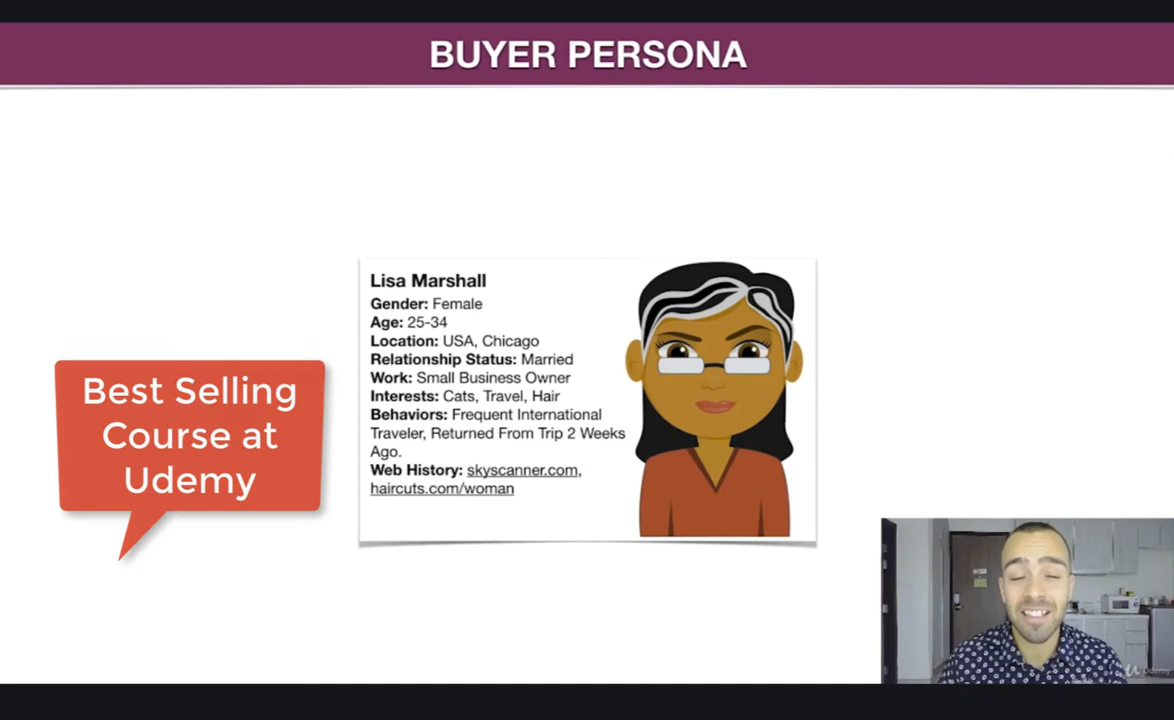 BUYER PERSONA
Lisa Marshall
Gender: Female
Age: 25-34
Location: USA, Chicago
Relationship Status: Married
Work: Small Business Owner
Interests: Cats, Travel, Hair
Behaviors: Frequent International
Traveler, Returned From Trip 2 Weeks
Ago.
Web History: skyscanner.com,
haircuts.com/woman
Best Selling
Course at
Udemy
Udemy